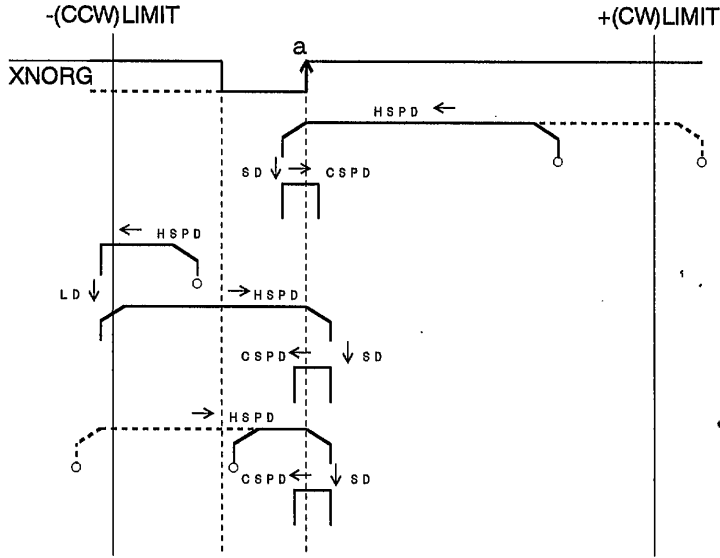 -(CCW)LIMIT
+(CW)LIMIT
a
XNORG
HSPD
SD
CSPD
HSPD
LD
HSPD
CSPD
SD
HSPD
CSPD
SD